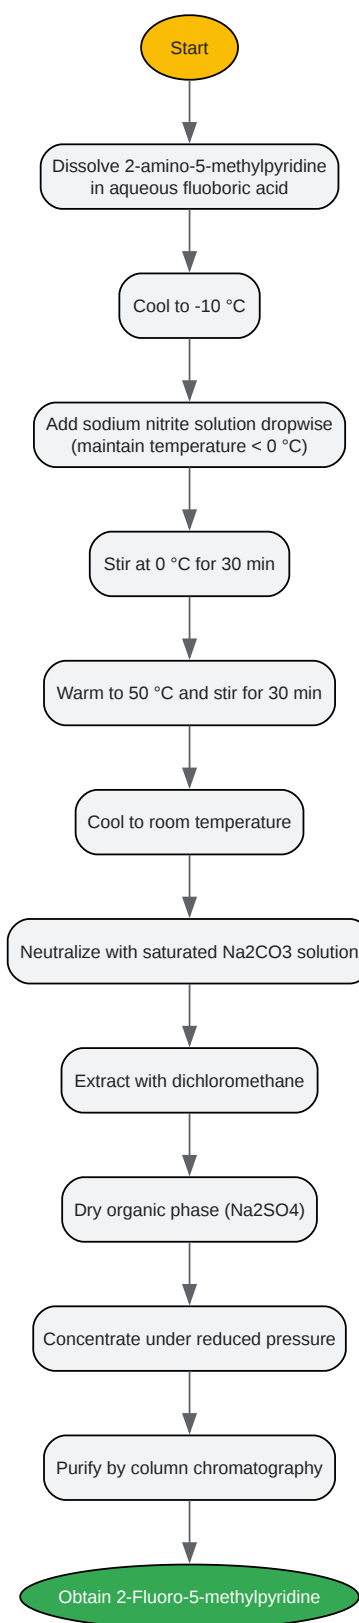 Start
Dissolve 2-amino-5-methylpyridine
in aqueous fluoboric acid
Cool to -10 °C
Add sodium nitrite solution dropwise
(maintain temperature < 0 °C)
Stir at 0 °C for 30 min
Warm to 50 °C and stir for 30 min
Cool to room temperature
Neutralize with saturated Na2CO3 solution
Extract with dichloromethane
Dry organic phase (Na2SO4)
Concentrate under reduced pressure
Purify by column chromatography
Obtain 2-Fluoro-5-methylpyridine